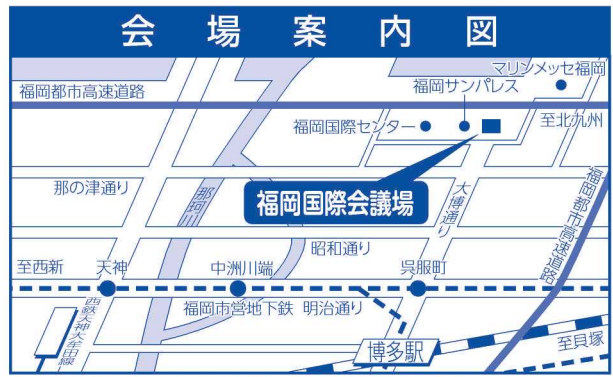 会場案内図
マリンメッセ福岡
福岡都市高速道路
福岡サンパレス
福岡国際センター
至北九州
那の津通り
那珂川
福岡国際会議場
大博通り
福岡都市高速道路
昭和通り
至西新
天神
中洲川端
呉服町
福岡市営地下鉄 明治通り
西鉄天神大牟田線
博多駅
至貝塚